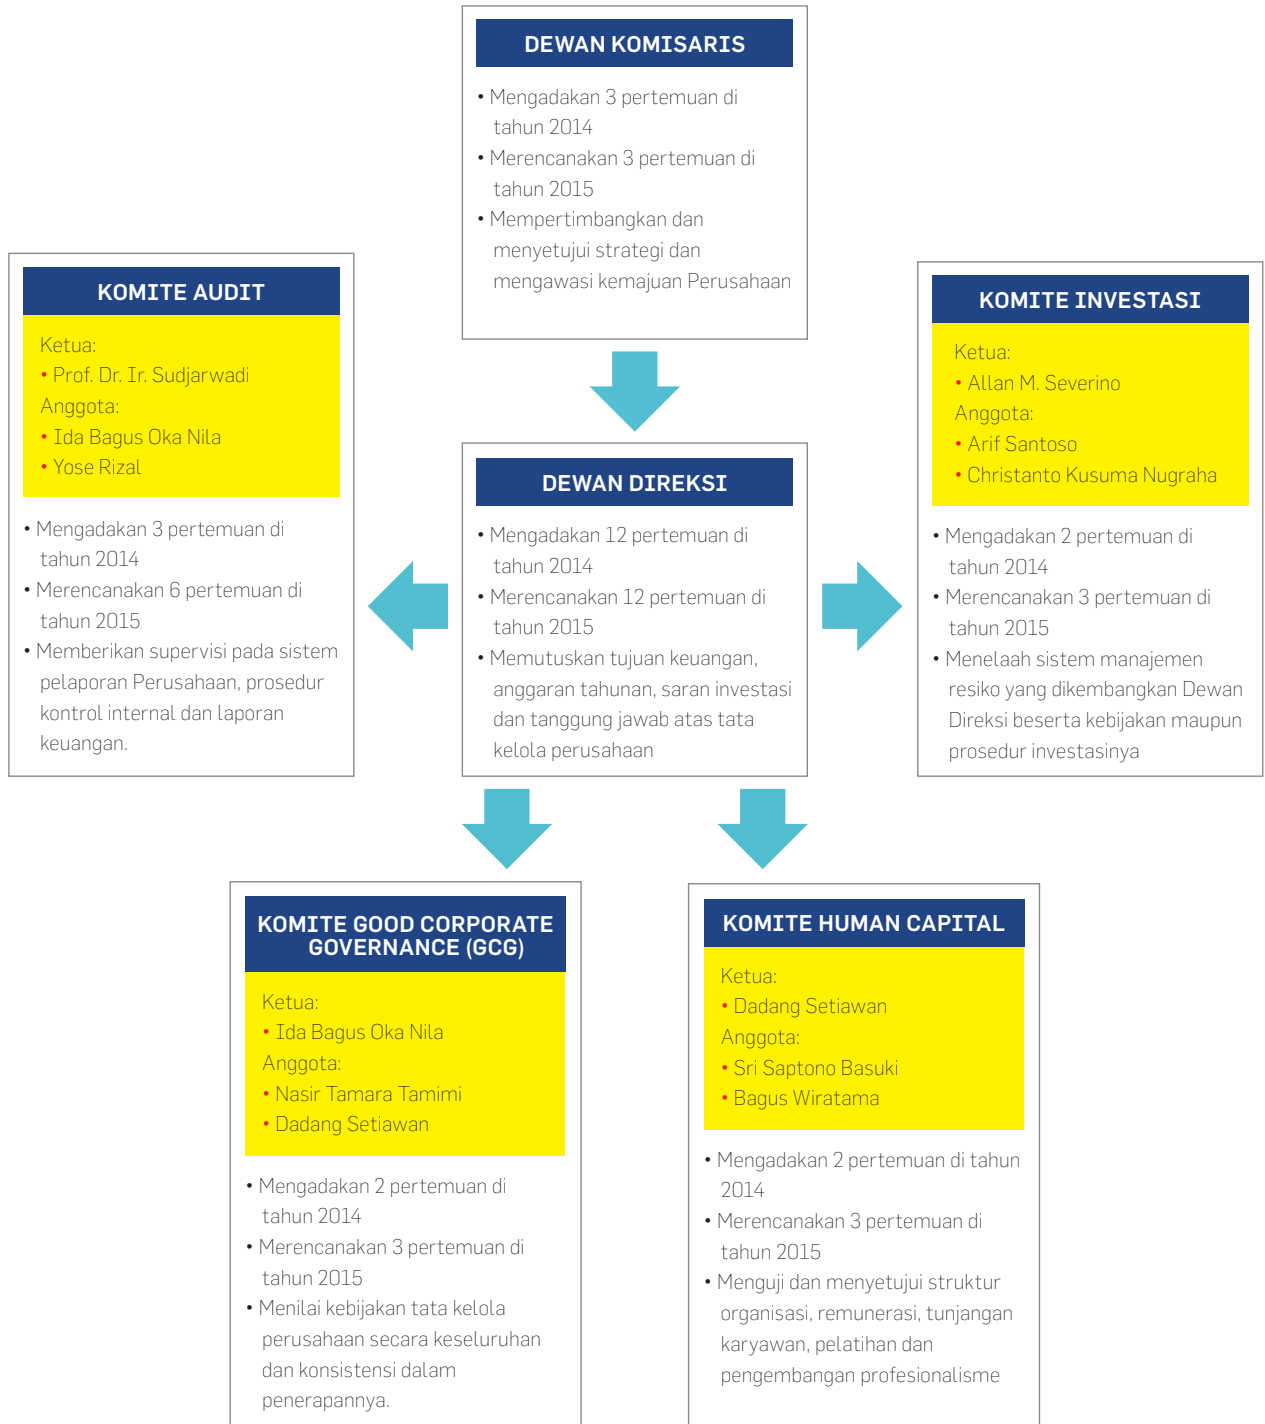 DEWAN KOMISARIS
• Mengadakan 3 pertemuan di
tahun 2014
• Merencanakan 3 pertemuan di
tahun 2015
• Mempertimbangkan dan
menyetujui strategi dan
mengawasi kemajuan Perusahaan
KOMITE AUDIT
Ketua:
• Prof. Dr. Ir. Sudjarwadi
Anggota:
• Ida Bagus Oka Nila
• Yose Rizal
• Mengadakan 3 pertemuan di
tahun 2014
• Merencanakan 6 pertemuan di
tahun 2015
• Memberikan supervisi pada sistem
pelaporan Perusahaan, prosedur
kontrol internal dan laporan
keuangan.
DEWAN DIREKSI
• Mengadakan 12 pertemuan di
tahun 2014
• Merencanakan 12 pertemuan di
tahun 2015
• Memutuskan tujuan keuangan,
anggaran tahunan, saran investasi
dan tanggung jawab atas tata
kelola perusahaan
KOMITE INVESTASI
Ketua:
• Allan M. Severino
Anggota:
• Arif Santoso
• Christanto Kusuma Nugraha
• Mengadakan 2 pertemuan di
tahun 2014
• Merencanakan 3 pertemuan di
tahun 2015
• Menelaah sistem manajemen
resiko yang dikembangkan Dewan
Direksi beserta kebijakan maupun
prosedur investasinya
KOMITE GOOD CORPORATE
GOVERNANCE (GCG)
Ketua:
• Ida Bagus Oka Nila
Anggota:
• Nasir Tamara Tamimi
• Dadang Setiawan
• Mengadakan 2 pertemuan di
tahun 2014
• Merencanakan 3 pertemuan di
tahun 2015
• Menilai kebijakan tata kelola
perusahaan secara keseluruhan
dan konsistensi dalam
penerapannya.
KOMITE HUMAN CAPITAL
Ketua:
• Dadang Setiawan
Anggota:
• Sri Saptono Basuki
• Bagus Wiratama
• Mengadakan 2 pertemuan di tahun
2014
• Merencanakan 3 pertemuan di
tahun 2015
• Menguji dan menyetujui struktur
organisasi, remunerasi, tunjangan
karyawan, pelatihan dan
pengembangan profesionalisme